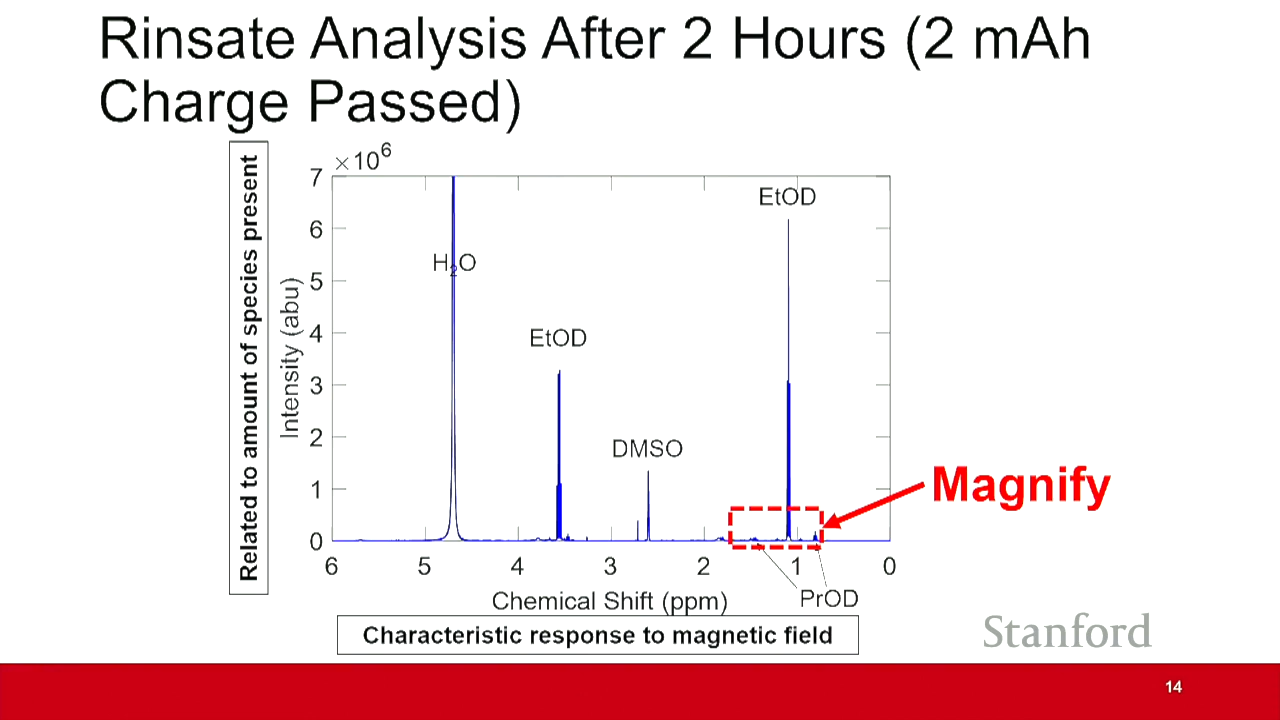 Rinsate Analysis After 2 Hours (2 mAh
Charge Passed)
Related to amount of species present
Intensity (abu)
×10⁶
7
6
5
4
3
2
1
0
H₂O
EtOD
DMSO
EtOD
Magnify
6 5 4 3 2 1 0
PrOD
Chemical Shift (ppm)
Characteristic response to magnetic field
Stanford
14